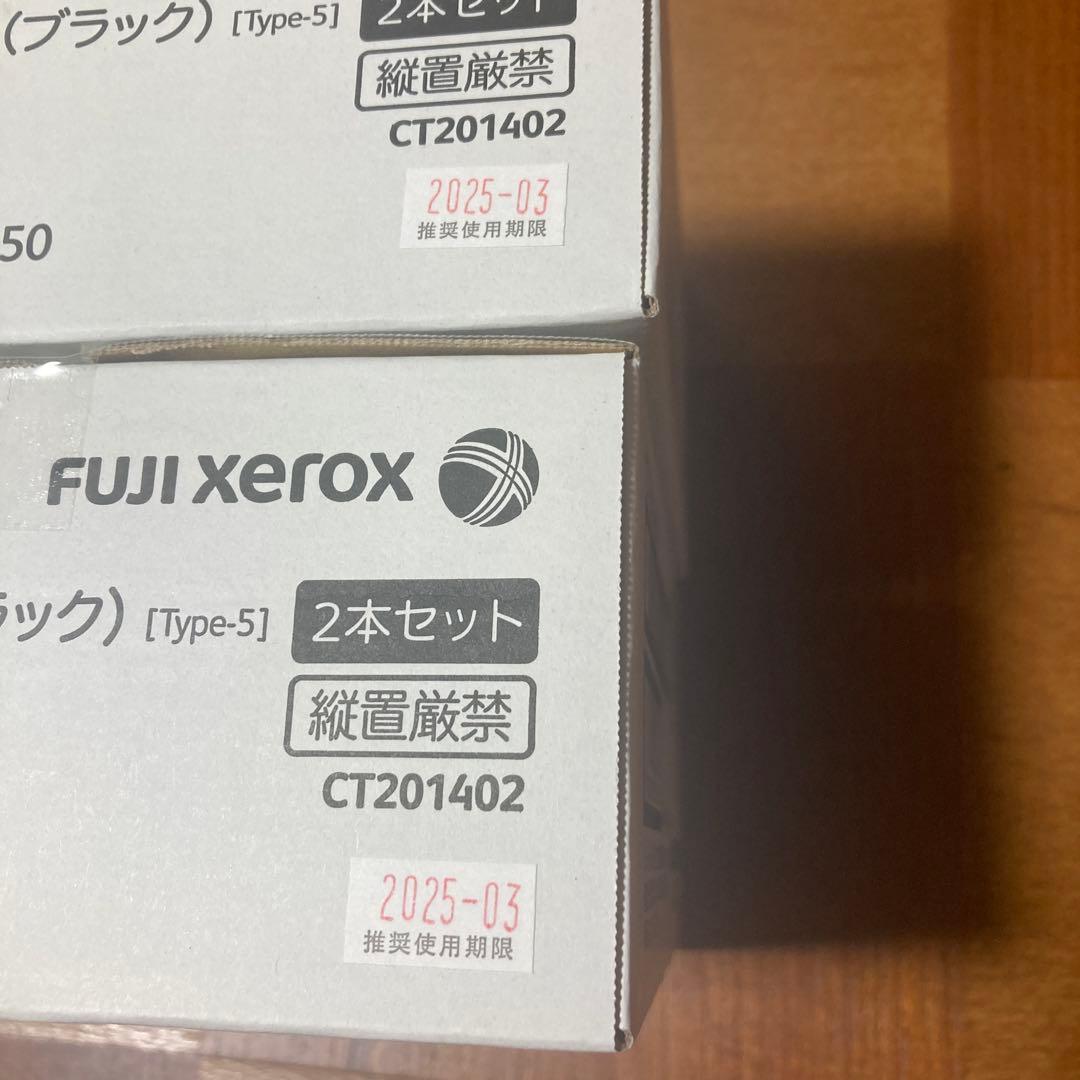 (ブラック) [Type-5] 2本セット
縦置厳禁
CT201402
2025-03
推奨使用期限
50
FUJI xerox
ラック) [Type-5] 2本セット
縦置厳禁
CT201402
2025-03
推奨使用期限